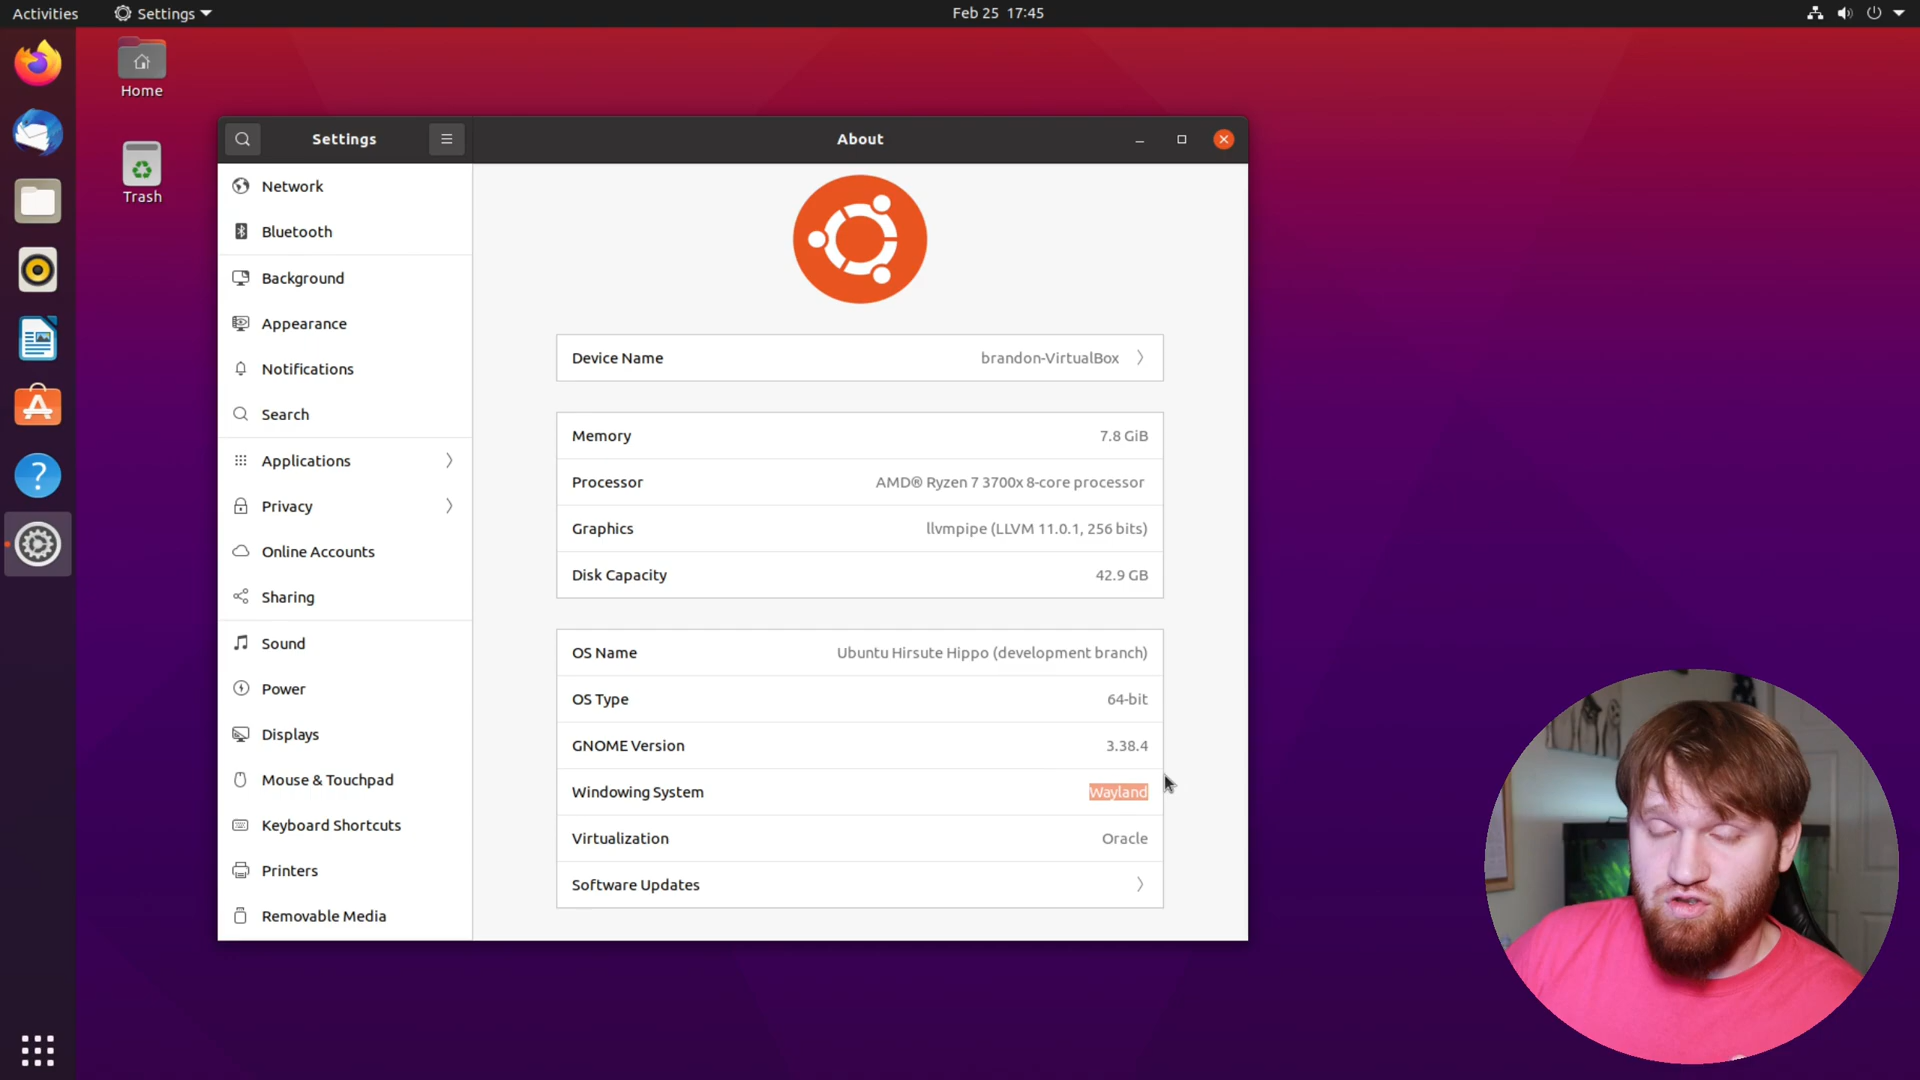 Activities
Settings
Feb 25 17:45
Home
Trash
Settings
About
Network
Bluetooth
Background
Appearance
Notifications
Search
Applications
Privacy
Online Accounts
Sharing
Sound
Power
Displays
Mouse & Touchpad
Keyboard Shortcuts
Printers
Removable Media
Device Name brandon-VirtualBox
Memory 7.8 GiB
Processor AMD® Ryzen 7 3700x 8-core processor
Graphics llvmpipe (LLVM 11.0.1, 256 bits)
Disk Capacity 42.9 GB
OS Name Ubuntu Hirsute Hippo (development branch)
OS Type 64-bit
GNOME Version 3.38.4
Windowing System Wayland
Virtualization Oracle
Software Updates